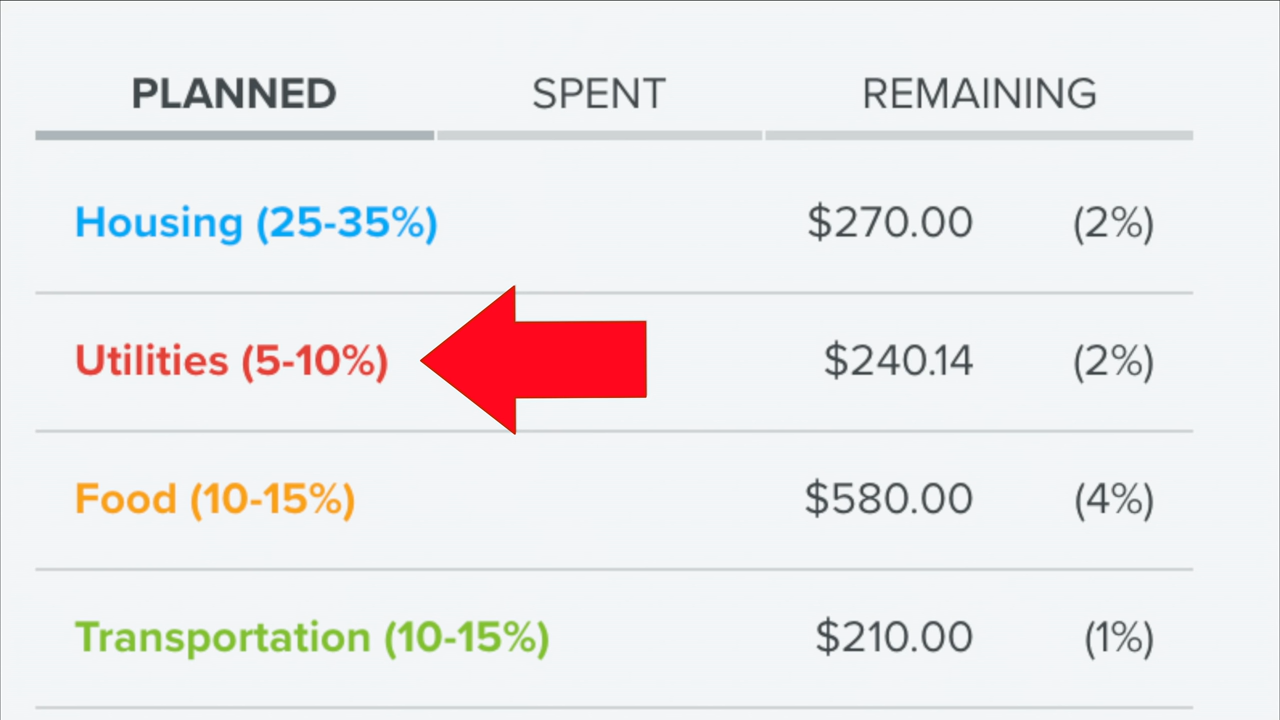 PLANNED SPENT REMAINING
Housing (25-35%) $270.00 (2%)
Utilities (5-10%) $240.14 (2%)
Food (10-15%) $580.00 (4%)
Transportation (10-15%) $210.00 (1%)